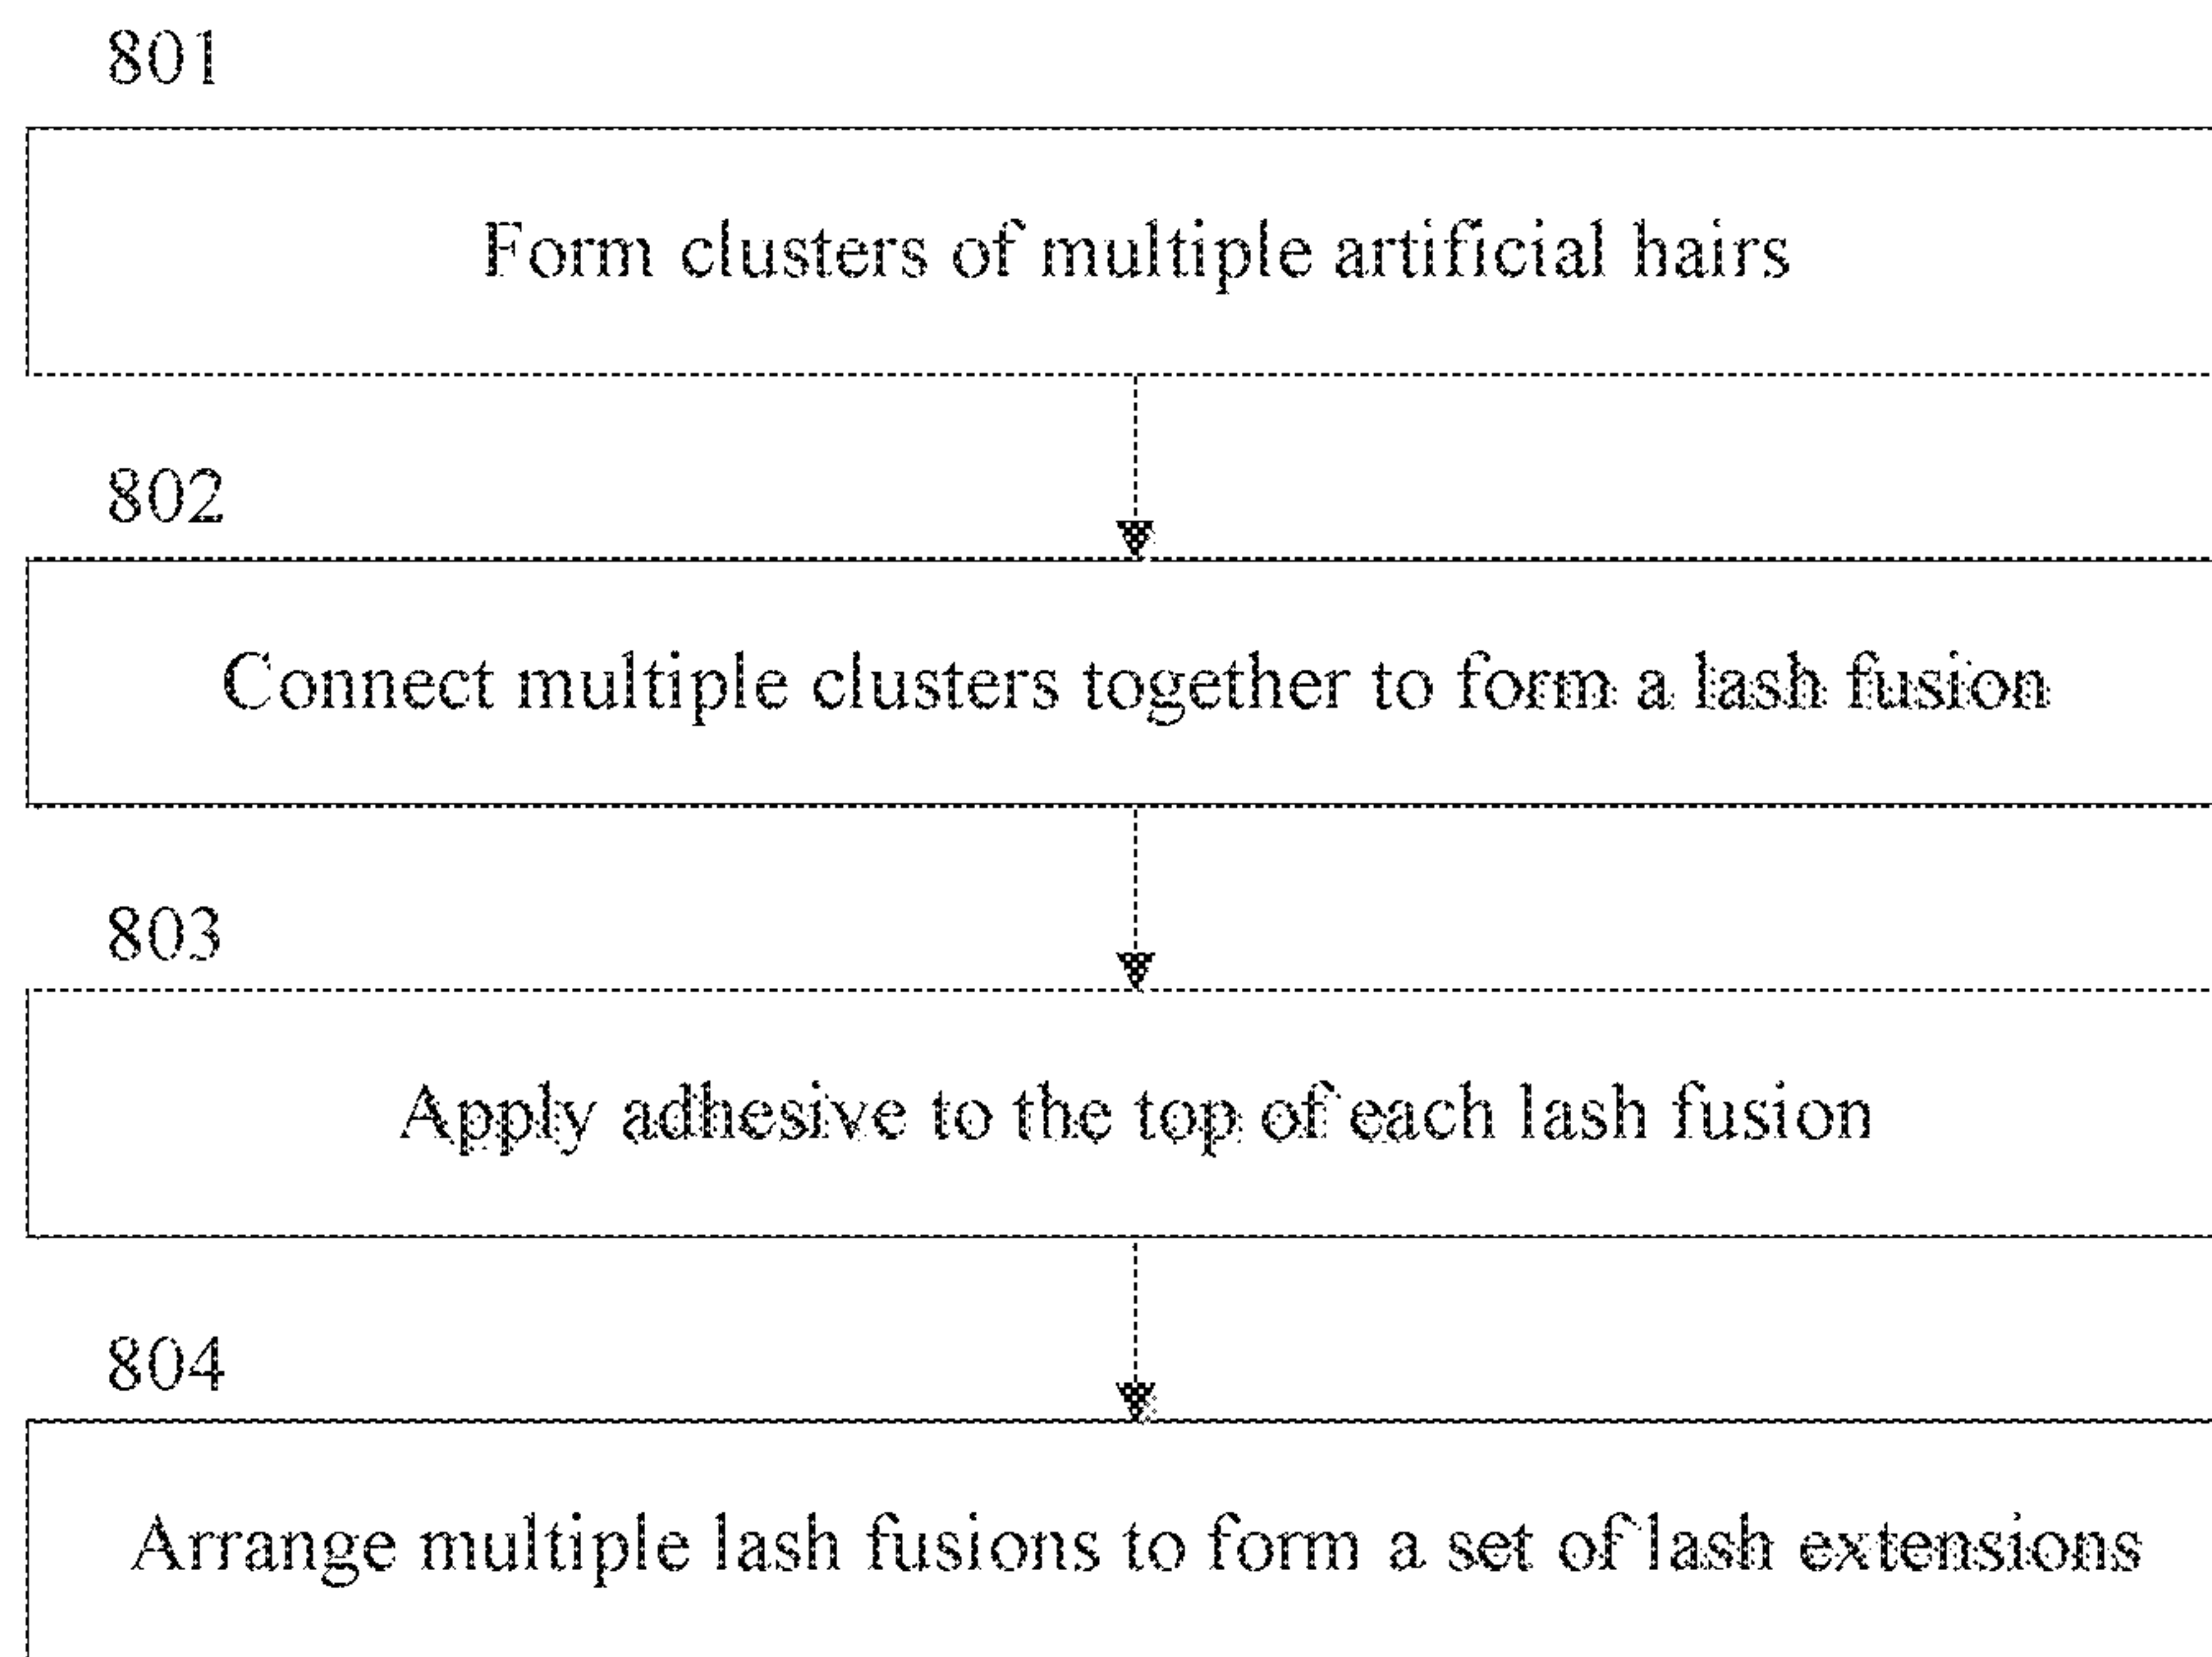 801
Form clusters of multiple artificial hairs
802
Connect multiple clusters together to form a lash fusion
803
Apply adhesive to the top of each lash fusion
804
Arrange multiple lash fusions to form a set of lash extensions